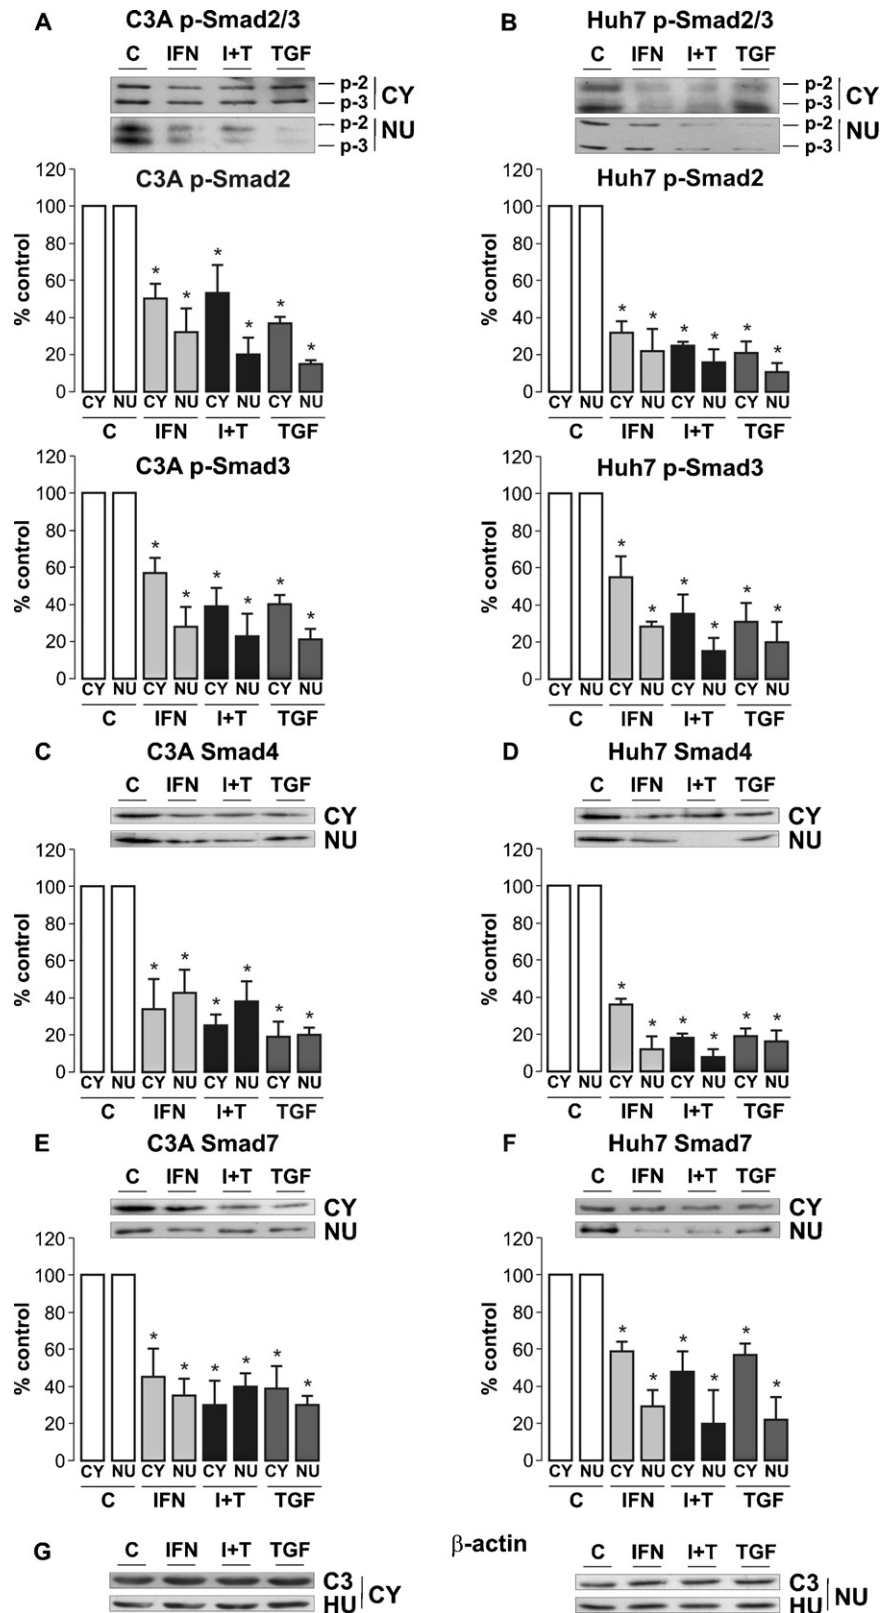 A C3A p-Smad2/3
C IFN I+T TGF
p-2
p-3
CY
p-2
p-3
NU
C3A p-Smad2
% control
120
100
80
60
40
20
0
* * * * * *
CY NU CY NU CY NU CY NU
C IFN I+T TGF
C3A p-Smad3
% control
120
100
80
60
40
20
0
* * * * * *
CY NU CY NU CY NU CY NU
C IFN I+T TGF
B Huh7 p-Smad2/3
C IFN I+T TGF
p-2
p-3
CY
p-2
p-3
NU
Huh7 p-Smad2
% control
120
100
80
60
40
20
0
* * * * * *
CY NU CY NU CY NU CY NU
C IFN I+T TGF
Huh7 p-Smad3
% control
120
100
80
60
40
20
0
* * * * * *
CY NU CY NU CY NU CY NU
C IFN I+T TGF
C C3A Smad4
C IFN I+T TGF
CY
NU
% control
120
100
80
60
40
20
0
* * * * * *
CY NU CY NU CY NU CY NU
C IFN I+T TGF
D Huh7 Smad4
C IFN I+T TGF
CY
NU
% control
120
100
80
60
40
20
0
* * * * * *
CY NU CY NU CY NU CY NU
C IFN I+T TGF
E C3A Smad7
C IFN I+T TGF
CY
NU
% control
120
100
80
60
40
20
0
* * * * * *
CY NU CY NU CY NU CY NU
C IFN I+T TGF
F Huh7 Smad7
C IFN I+T TGF
CY
NU
% control
120
100
80
60
40
20
0
* * * * * *
CY NU CY NU CY NU CY NU
C IFN I+T TGF
G
C IFN I+T TGF
C3
HU
CY
β-actin
C IFN I+T TGF
C3
HU
NU